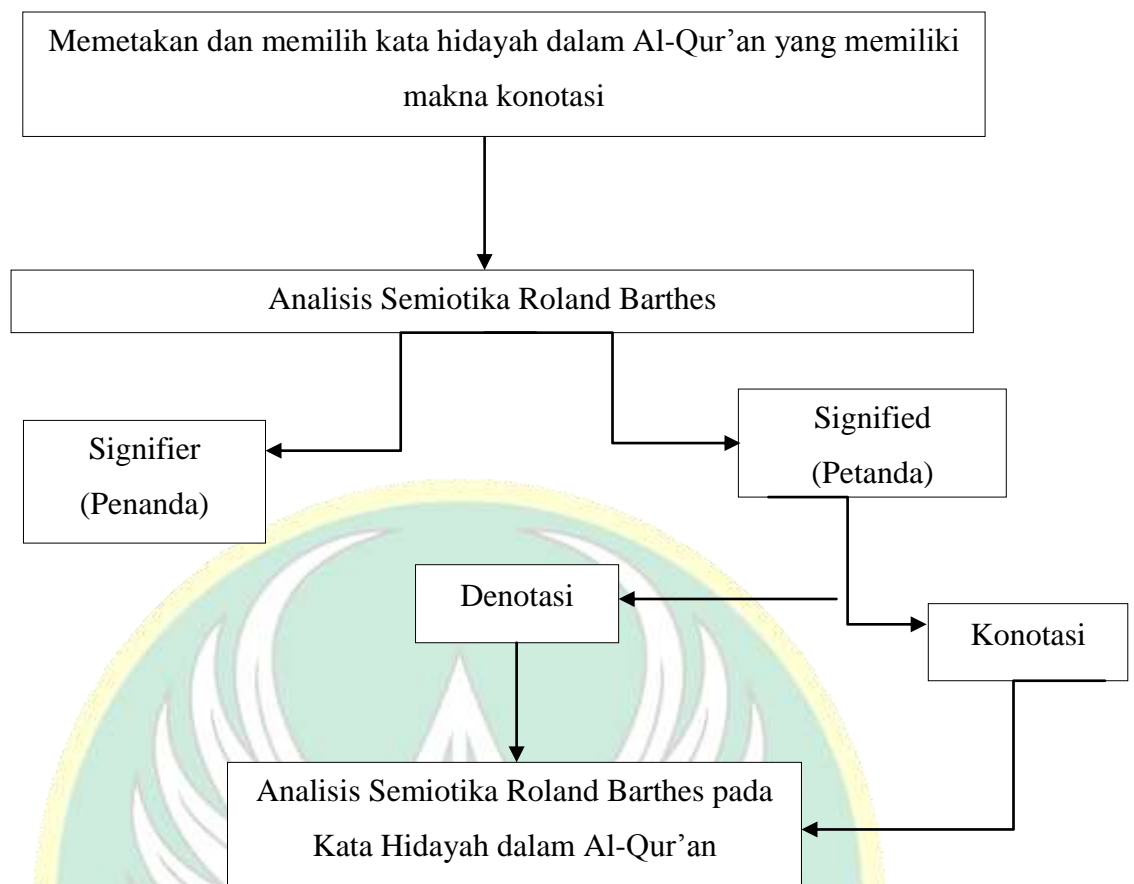 Memetakan dan memilih kata hidayah dalam Al-Qur’an yang memiliki
makna konotasi
Analisis Semiotika Roland Barthes
Signifier
(Penanda)
Signified
(Petanda)
Denotasi
Konotasi
Analisis Semiotika Roland Barthes pada
Kata Hidayah dalam Al-Qur’an